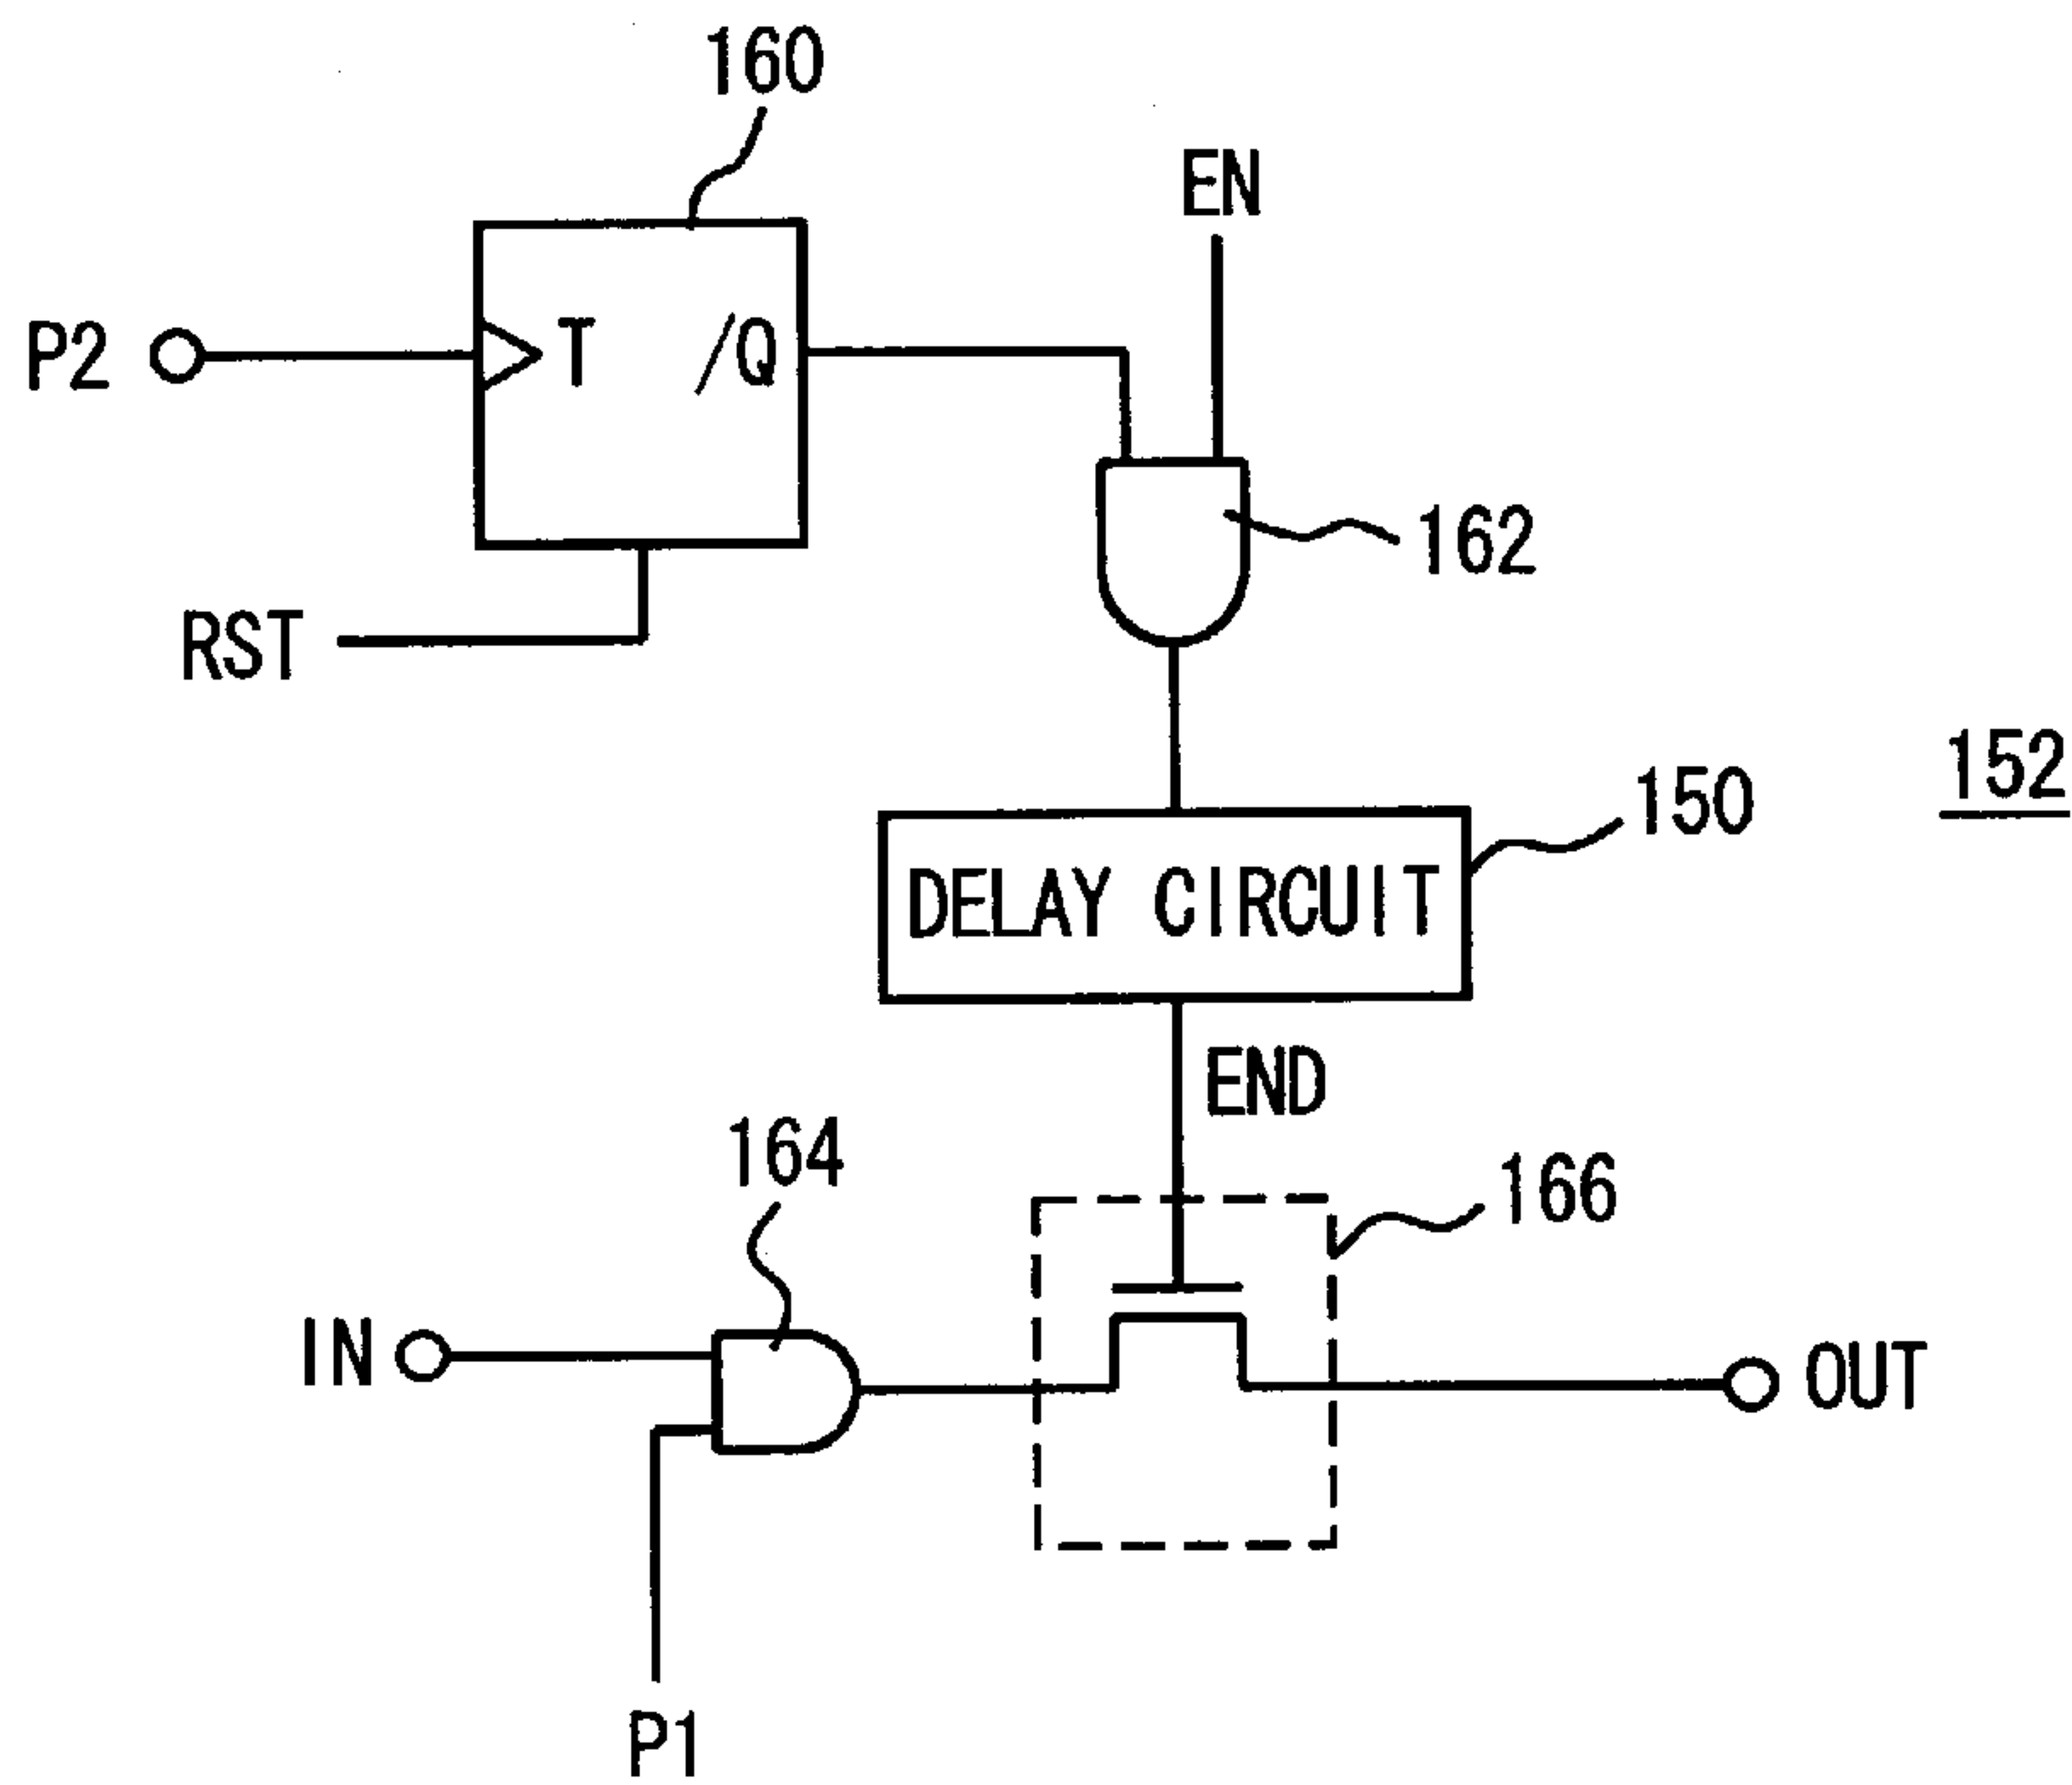 160
EN
P2
T
/Q
162
RST
152
150
DELAY CIRCUIT
END
164
166
IN
OUT
P1